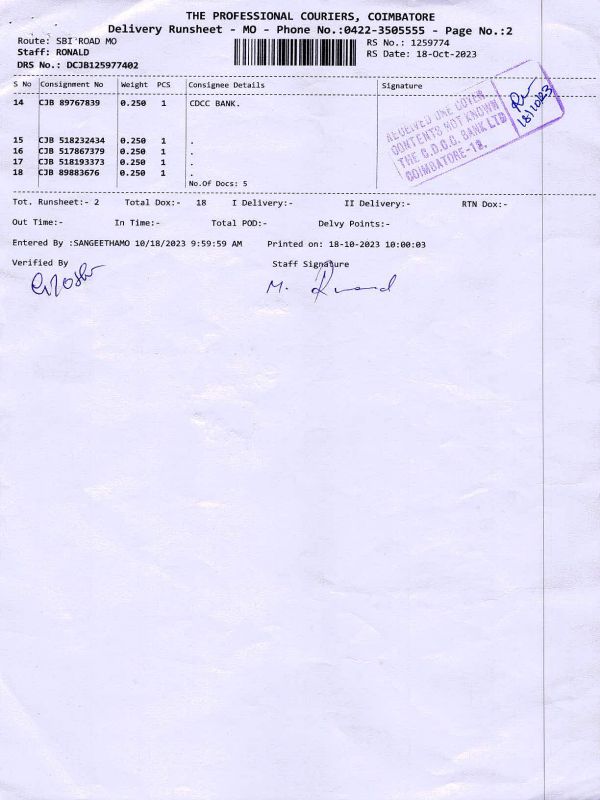 THE PROFESSIONAL COURIERS, COIMBATORE
Delivery Runsheet - MO - Phone No.:0422-3505555 - Page No.:2
Route: SBI ROAD MO
RS No.: 1259774
Staff: RONALD
RS Date: 18-Oct-2023
DRS No.: DCJB125977402
S No Consignment No Weight PCS Consignee Details Signature
14 CJB 89767839 0.250 1 CDCC BANK.
RECEIVED ONE COVER
CONTENTS NOT KNOWN
THE C.D.C.C. BANK LTD
COIMBATORE-18.
18/10/23
15 CJB 518232434 0.250 1 .
16 CJB 517867379 0.250 1 .
17 CJB 518193373 0.250 1 .
18 CJB 89883676 0.250 1 .
No.Of Docs: 5
Tot. Runsheet:- 2 Total Dox:- 18 I Delivery:- II Delivery:- RTN Dox:-
Out Time:- In Time:- Total POD:- Delvy Points:-
Entered By :SANGEETHAMO 10/18/2023 9:59:59 AM Printed on: 18-10-2023 10:00:03
Verified By Staff Signature
M.